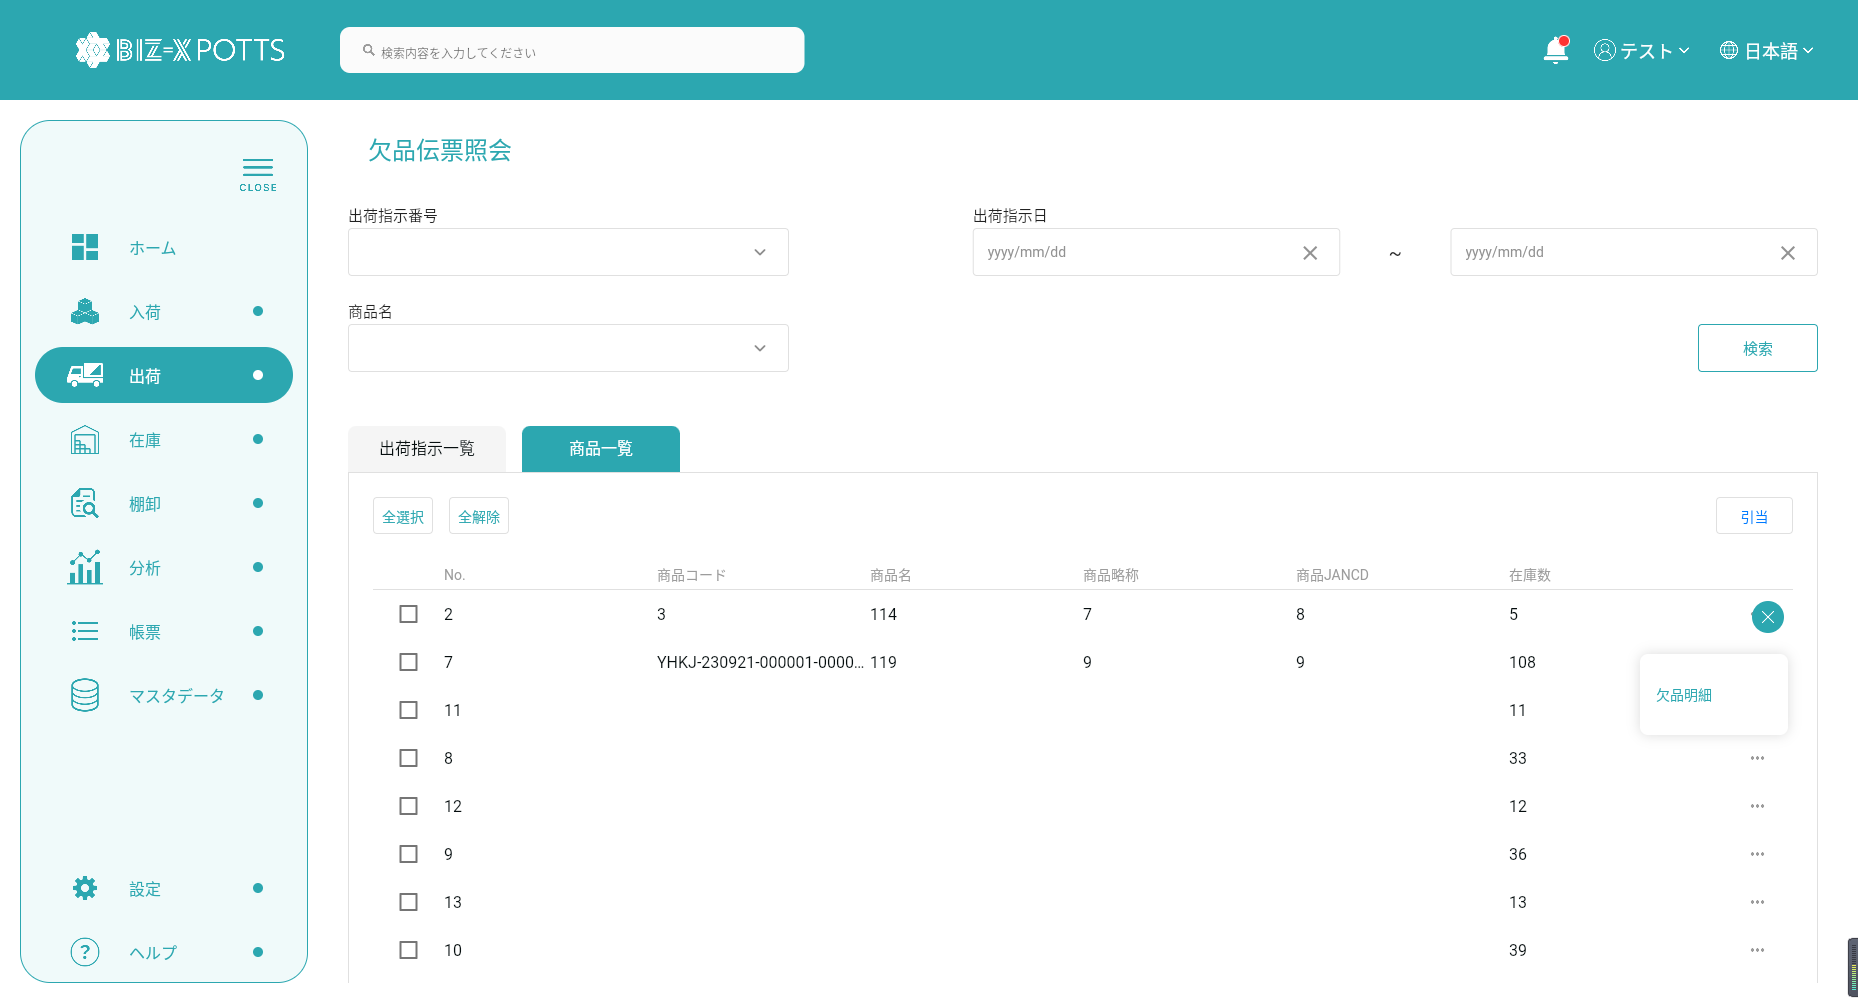 BIZ=X POTTS
検索内容を入力してください
テスト
日本語
CLOSE
ホーム
入荷
出荷
在庫
棚卸
分析
帳票
マスタデータ
設定
? ヘルプ
欠品伝票照会
出荷指示番号
出荷指示日
yyyy/mm/dd ~ yyyy/mm/dd
商品名
検索
出荷指示一覧 商品一覧
全選択 全解除 引当
No. 商品コード 商品名 商品略称 商品JANCD 在庫数
2 3 114 7 8 5
7 YHKJ-230921-000001-0000... 119 9 9 108
11 11
欠品明細
8 33 ...
12 12 ...
9 36 ...
13 13 ...
10 39 ...